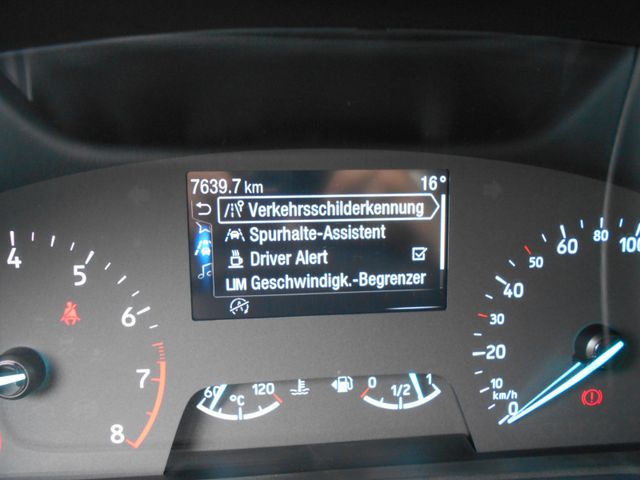 7639.7 km 16°
Verkehrsschilderkennung
Spurhalte-Assistent
Driver Alert
LIM Geschwindigk.-Begrenzer
4
5
6
7
8
60 °C 120
0 1/2 1
0
10
km/h
20
30
40
50
60
80
100